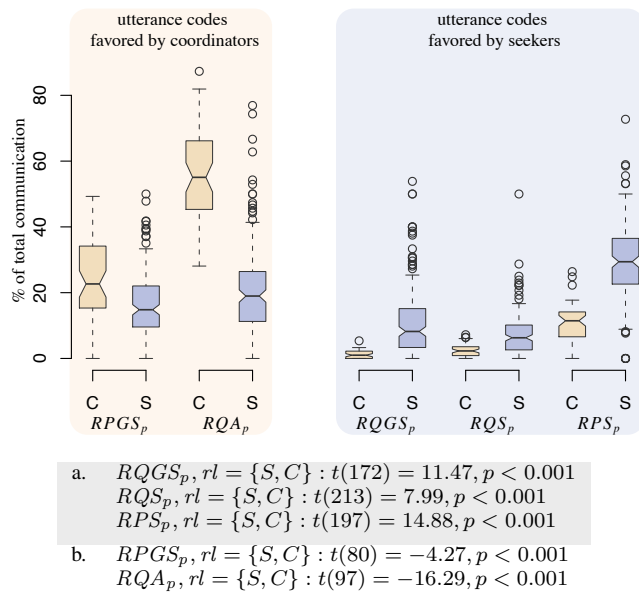 utterance codes
favored by coordinators
utterance codes
favored by seekers
% of total communication
80
60
40
20
0
C S C S C S C S C S
RPGS_p RQA_p RQGS_p RQS_p RPS_p
a. RQGS_p, rl = {S, C} : t(172) = 11.47, p < 0.001
RQS_p, rl = {S, C} : t(213) = 7.99, p < 0.001
RPS_p, rl = {S, C} : t(197) = 14.88, p < 0.001
b. RPGS_p, rl = {S, C} : t(80) = −4.27, p < 0.001
RQA_p, rl = {S, C} : t(97) = −16.29, p < 0.001